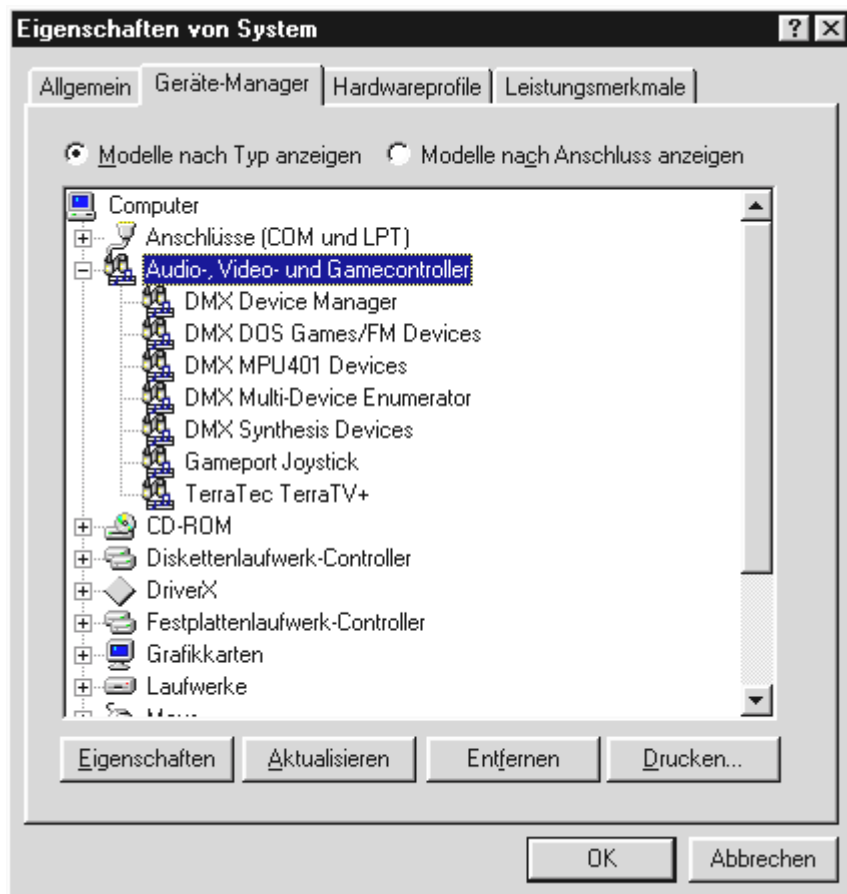 Eigenschaften von System
Allgemein Geräte-Manager Hardwareprofile Leistungsmerkmale
Modelle nach Typ anzeigen Modelle nach Anschluss anzeigen
Computer
Anschlüsse (COM und LPT)
Audio-, Video- und Gamecontroller
DMX Device Manager
DMX DOS Games/FM Devices
DMX MPU401 Devices
DMX Multi-Device Enumerator
DMX Synthesis Devices
Gameport Joystick
TerraTec TerraTV+
CD-ROM
Diskettenlaufwerk-Controller
DriverX
Festplattenlaufwerk-Controller
Grafikkarten
Laufwerke
Eigenschaften Aktualisieren Entfernen Drucken...
OK Abbrechen